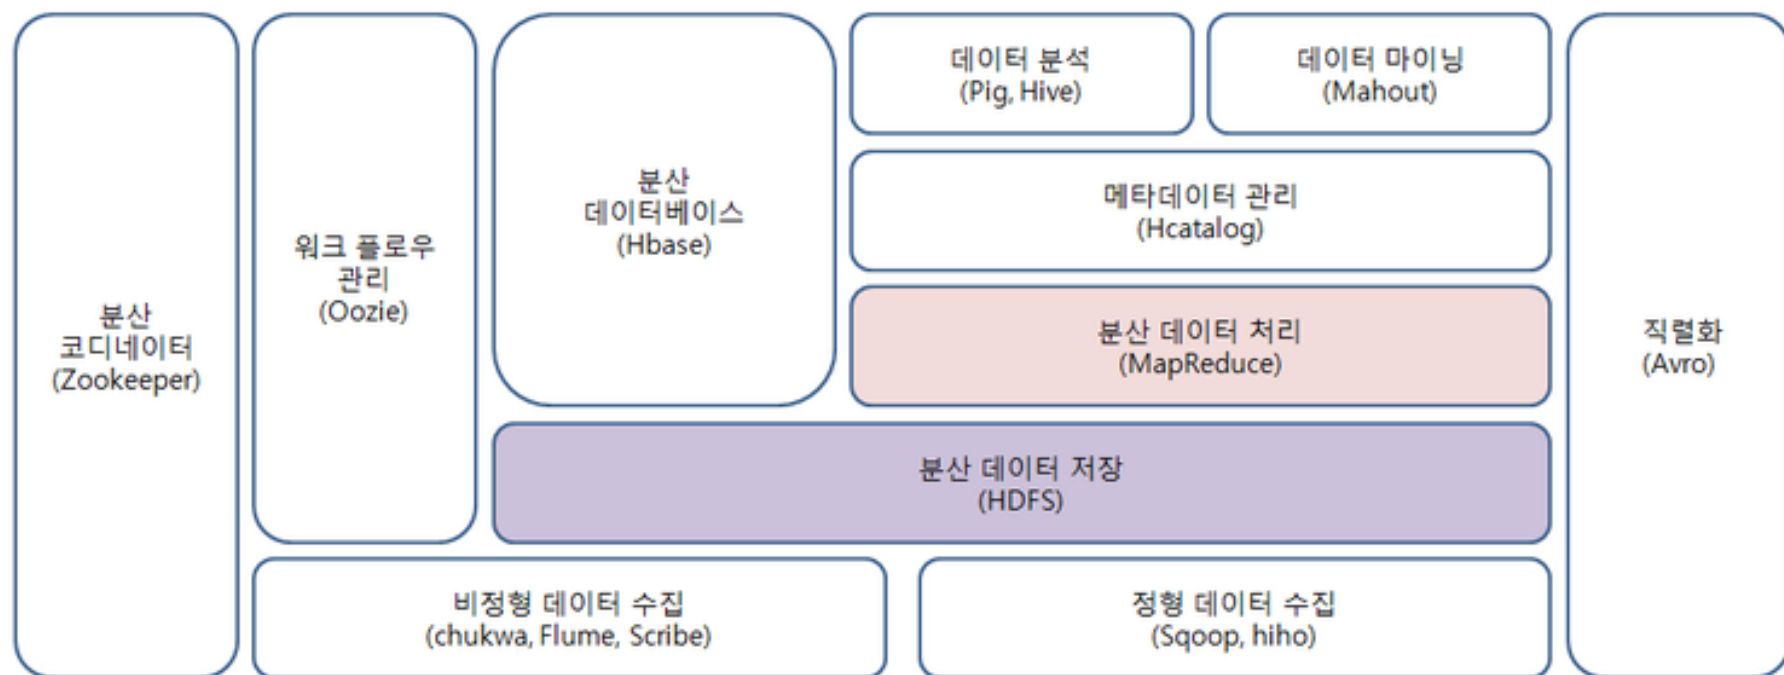 분산
코디네이터
(Zookeeper)
워크 플로우
관리
(Oozie)
분산
데이터베이스
(Hbase)
데이터 분석
(Pig, Hive)
데이터 마이닝
(Mahout)
메타데이터 관리
(Hcatalog)
분산 데이터 처리
(MapReduce)
분산 데이터 저장
(HDFS)
비정형 데이터 수집
(chukwa, Flume, Scribe)
정형 데이터 수집
(Sqoop, hiho)
직렬화
(Avro)